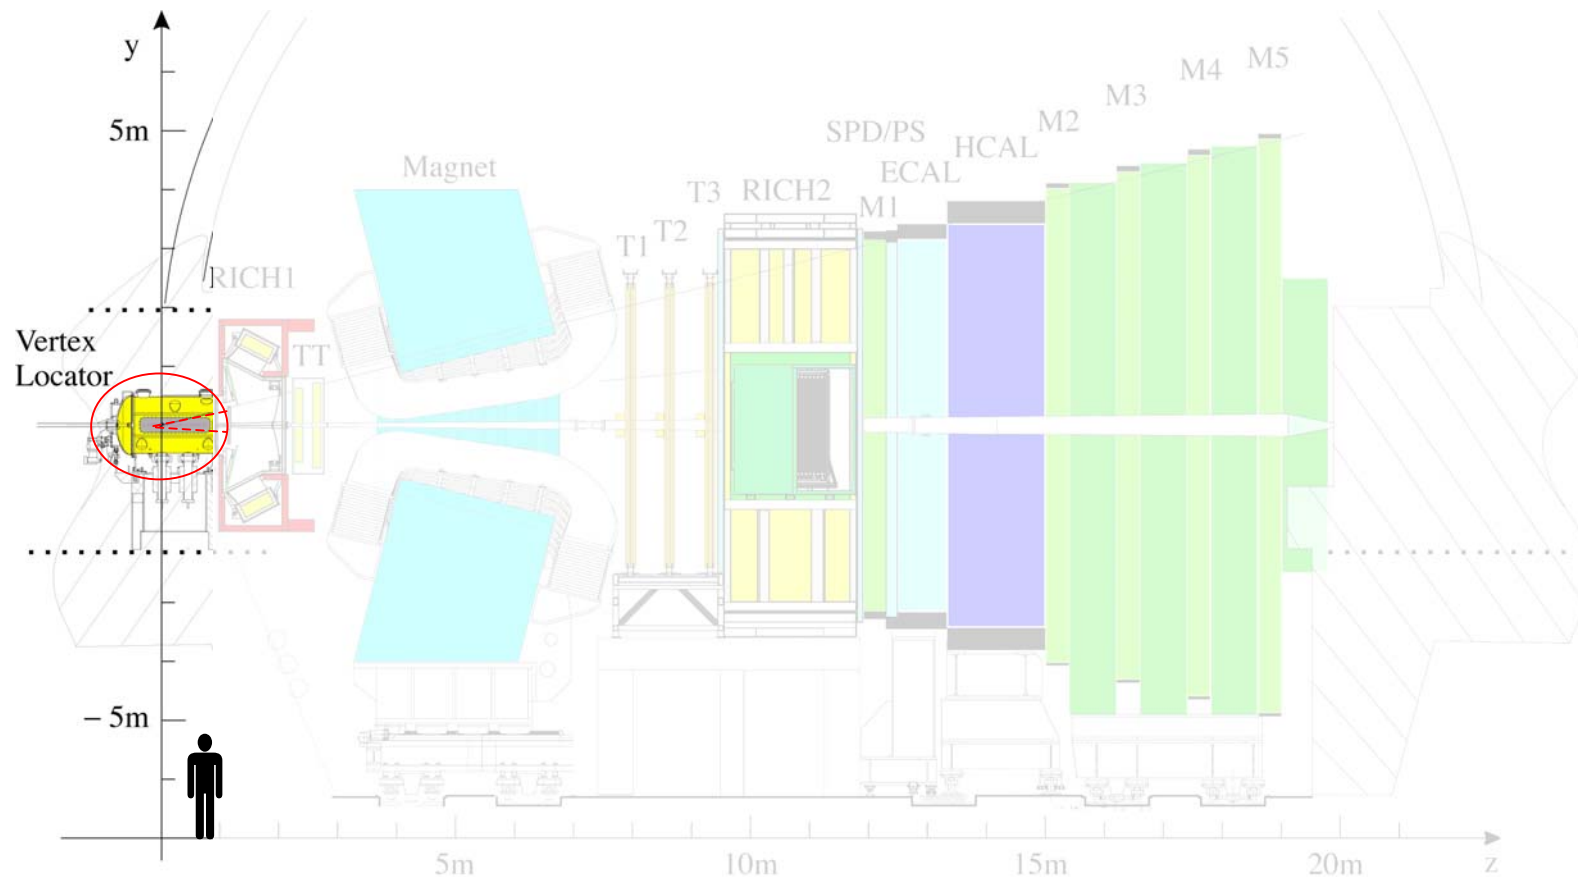 y
5m
Vertex
Locator
− 5m
RICH1
TT
Magnet
T1
T2
T3
RICH2
M1
SPD/PS
ECAL
HCAL
M2
M3
M4
M5
5m
10m
15m
20m
z